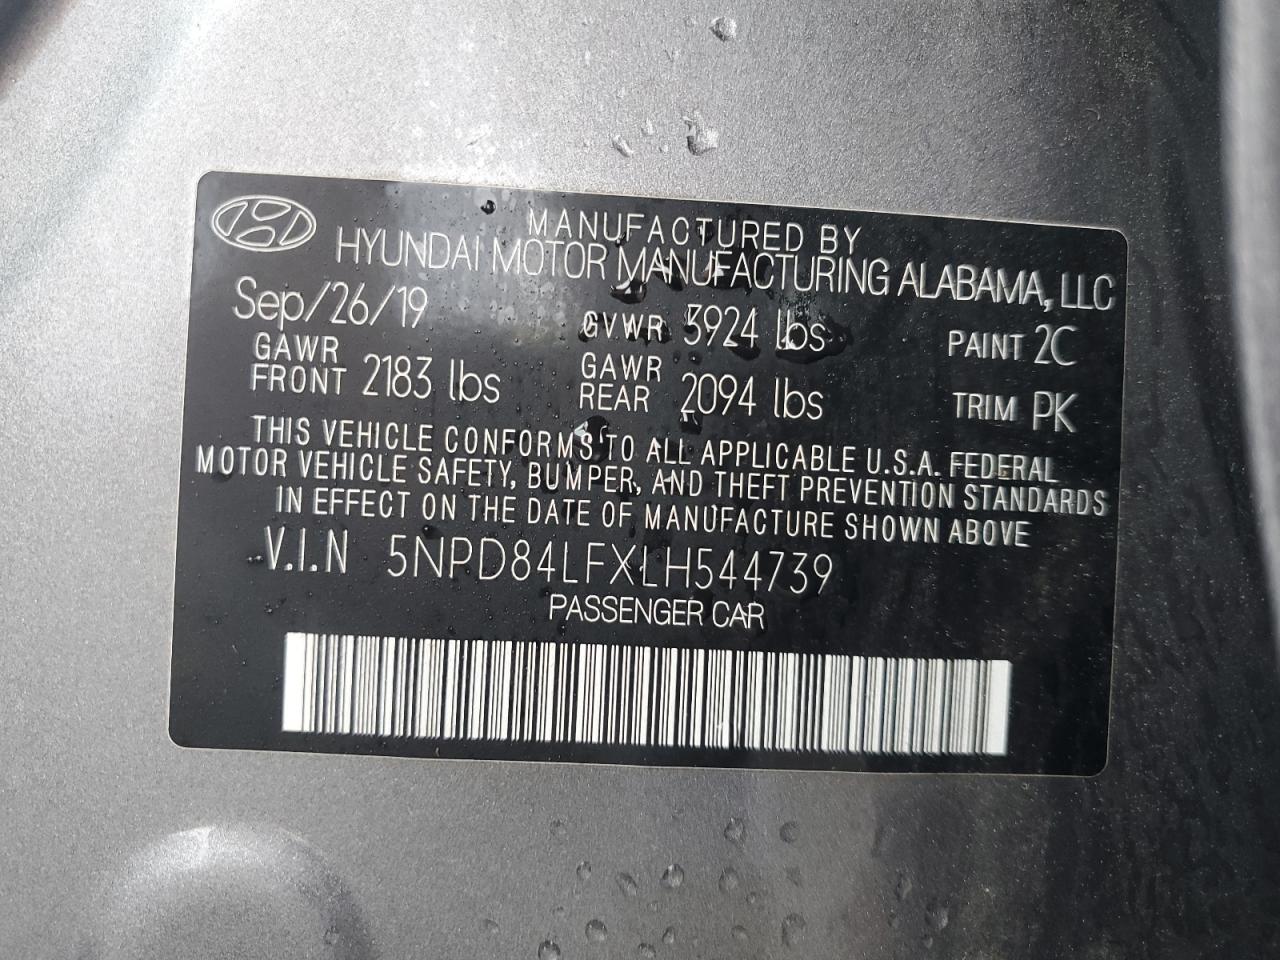 MANUFACTURED BY
HYUNDAI MOTOR MANUFACTURING ALABAMA, LLC
Sep/26/19 GVWR 3924 lbs PAINT 2C
GAWR FRONT 2183 lbs GAWR REAR 2094 lbs TRIM PK
THIS VEHICLE CONFORMS TO ALL APPLICABLE U.S.A. FEDERAL
MOTOR VEHICLE SAFETY, BUMPER, AND THEFT PREVENTION STANDARDS
IN EFFECT ON THE DATE OF MANUFACTURE SHOWN ABOVE
V.I.N 5NPD84LFXLH544739
PASSENGER CAR